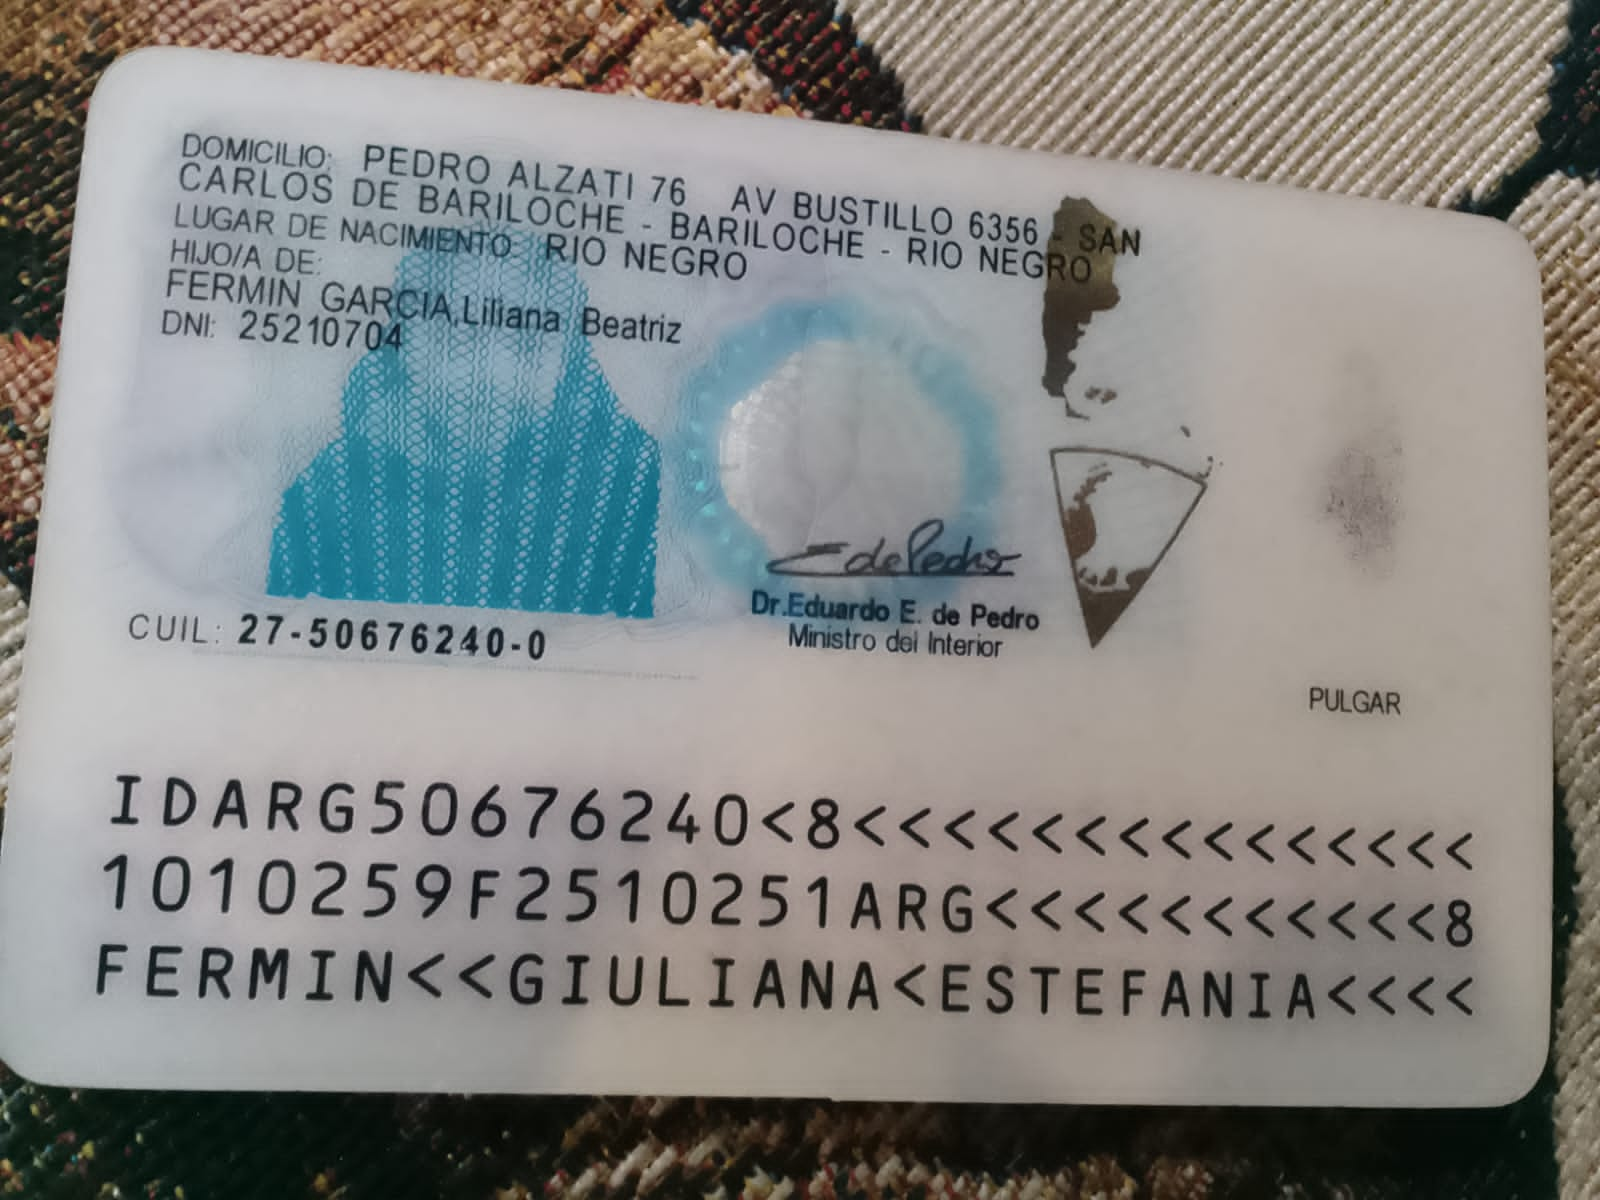 DOMICILIO: PEDRO ALZATI 76 AV BUSTILLO 6356 - SAN
CARLOS DE BARILOCHE - BARILOCHE - RIO NEGRO
LUGAR DE NACIMIENTO: RIO NEGRO
HIJO/A DE:
FERMIN GARCIA,Liliana Beatriz
DNI: 25210704
E de Pedro
Dr.Eduardo E. de Pedro
Ministro del Interior
CUIL: 27-50676240-0
PULGAR
IDARG50676240<8<<<<<<<<<<<<<<<
1010259F2510251ARG<<<<<<<<<<<8
FERMIN<<GIULIANA<ESTEFANIA<<<<